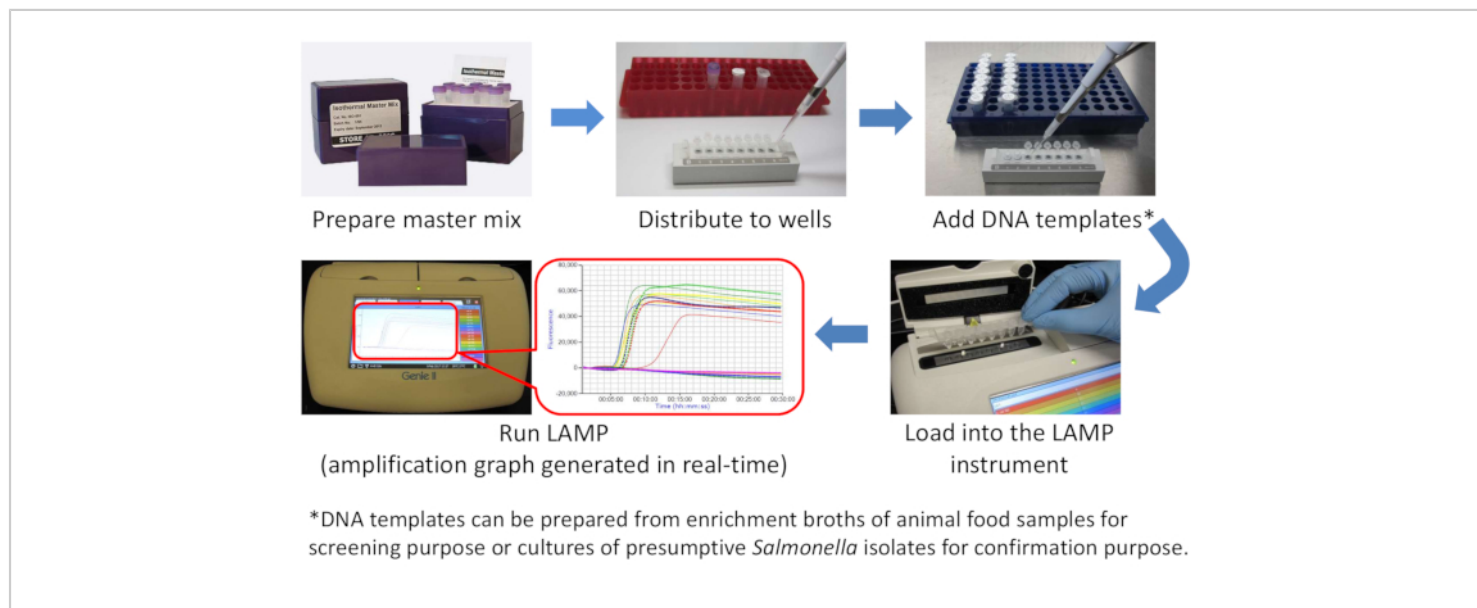 Isothermal Master Mix
STORE
Prepare master mix
Distribute to wells
Add DNA templates*
Genie II
80,000
60,000
40,000
20,000
0
-20,000
Fluorescence
00:05:00 00:10:00 00:15:00 00:20:00 00:25:00 00:30:00
Time (hh:mm:ss)
Run LAMP
(amplification graph generated in real-time)
Load into the LAMP
instrument
*DNA templates can be prepared from enrichment broths of animal food samples for
screening purpose or cultures of presumptive Salmonella isolates for confirmation purpose.